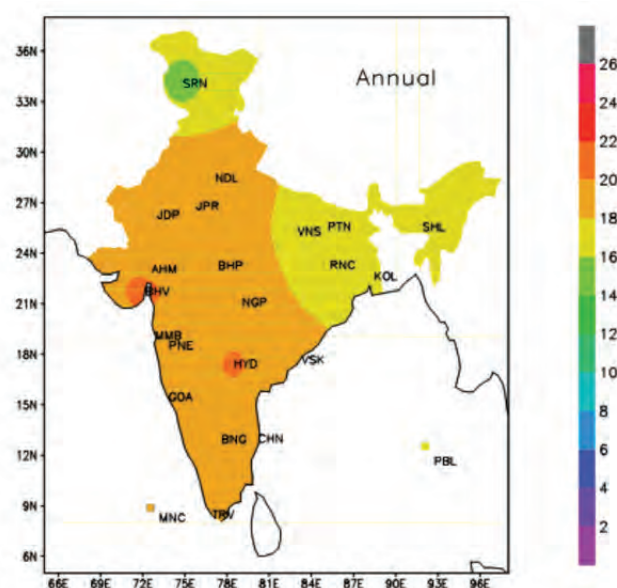 Annual
36N
33N
30N
27N
24N
21N
18N
15N
12N
9N
6N
SRN
NDL
JPR
JDP
VNS
PTN
SHL
AHM
BHP
RNC
KOL
BHV
NGP
MMB
PNE
HYD
VSK
GOA
BNG
CHN
PBL
MNC
TRV
66E 69E 72E 75E 78E 81E 84E 87E 90E 93E 96E
26
24
22
20
18
16
14
12
10
8
6
4
2